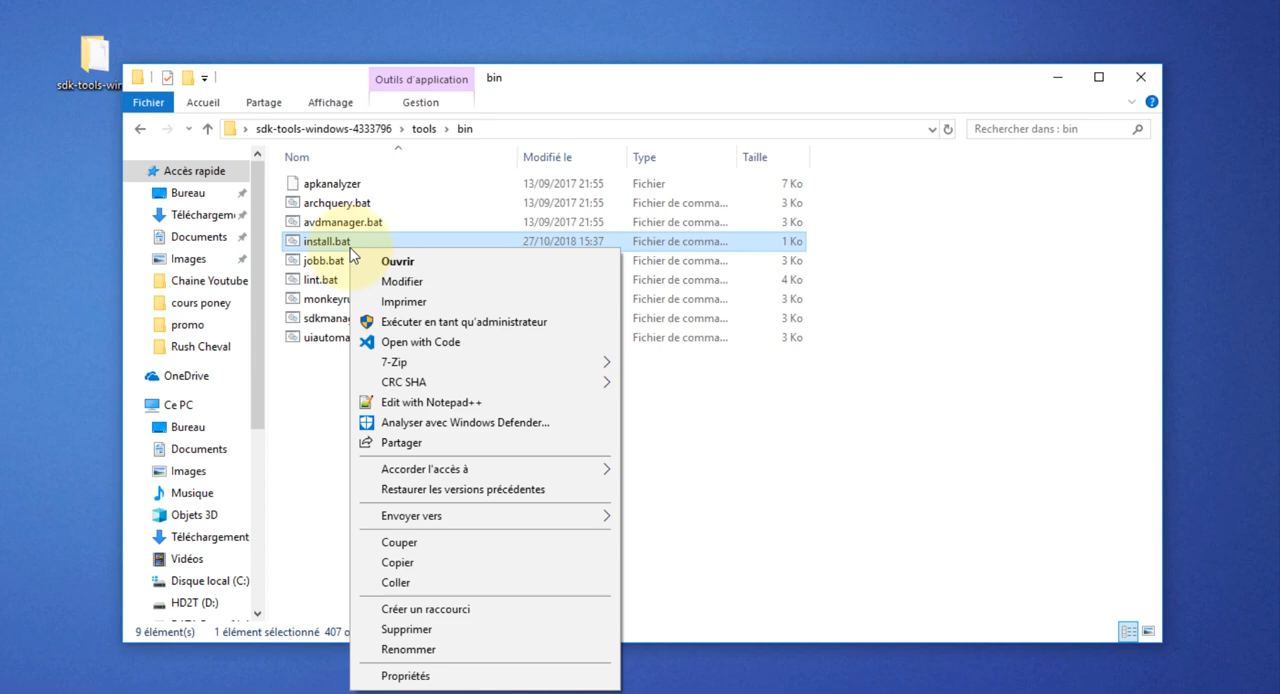 sdk-tools-wir
Outils d'application
bin
Fichier
Accueil
Partage
Affichage
Gestion
sdk-tools-windows-4333796 › tools › bin
Rechercher dans : bin
Nom
Modifié le
Type
Taille
Accès rapide
Bureau
Téléchargem
Documents
Images
Chaine Youtube
cours poney
promo
Rush Cheval
OneDrive
Ce PC
Bureau
Documents
Images
Musique
Objets 3D
Téléchargement
Vidéos
Disque local (C:)
HD2T (D:)
apkanalyzer 13/09/2017 21:55 Fichier 7 Ko
archquery.bat 13/09/2017 21:55 Fichier de comma... 3 Ko
avdmanager.bat 13/09/2017 21:55 Fichier de comma... 3 Ko
install.bat 27/10/2018 15:37 Fichier de comma... 1 Ko
jobb.bat Fichier de comma... 3 Ko
lint.bat Fichier de comma... 4 Ko
monkeyru Fichier de comma... 3 Ko
sdkmanag Fichier de comma... 3 Ko
uiautoma Fichier de comma... 3 Ko
Ouvrir
Modifier
Imprimer
Exécuter en tant qu'administrateur
Open with Code
7-Zip
CRC SHA
Edit with Notepad++
Analyser avec Windows Defender...
Partager
Accorder l'accès à
Restaurer les versions précédentes
Envoyer vers
Couper
Copier
Coller
Créer un raccourci
Supprimer
Renommer
Propriétés
9 élément(s)
1 élément sélectionné 407 o